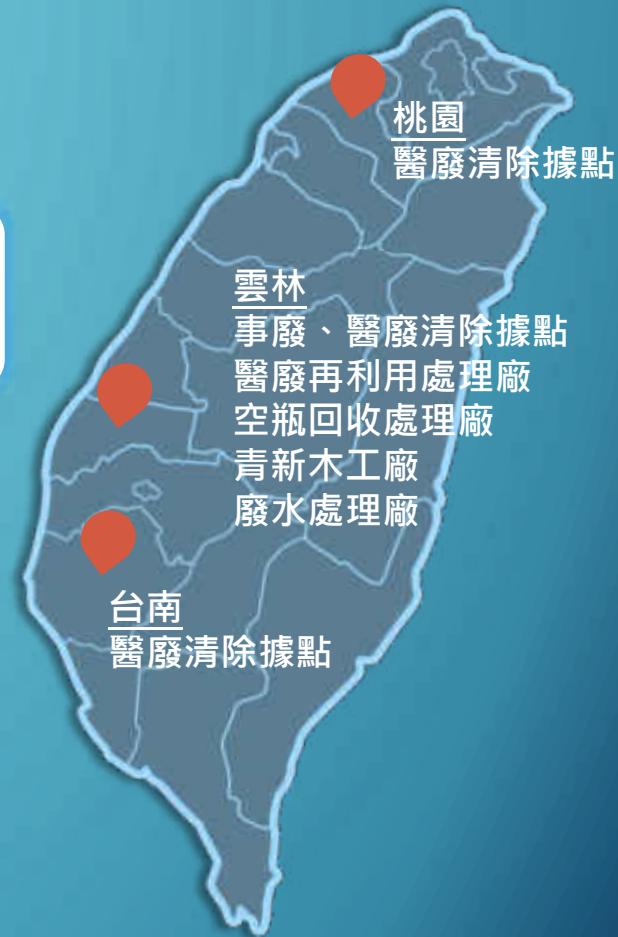 桃園
醫廢清除據點
雲林
事廢、醫廢清除據點
醫廢再利用處理廠
空瓶回收處理廠
青新木工廠
廢水處理廠
台南
醫廢清除據點